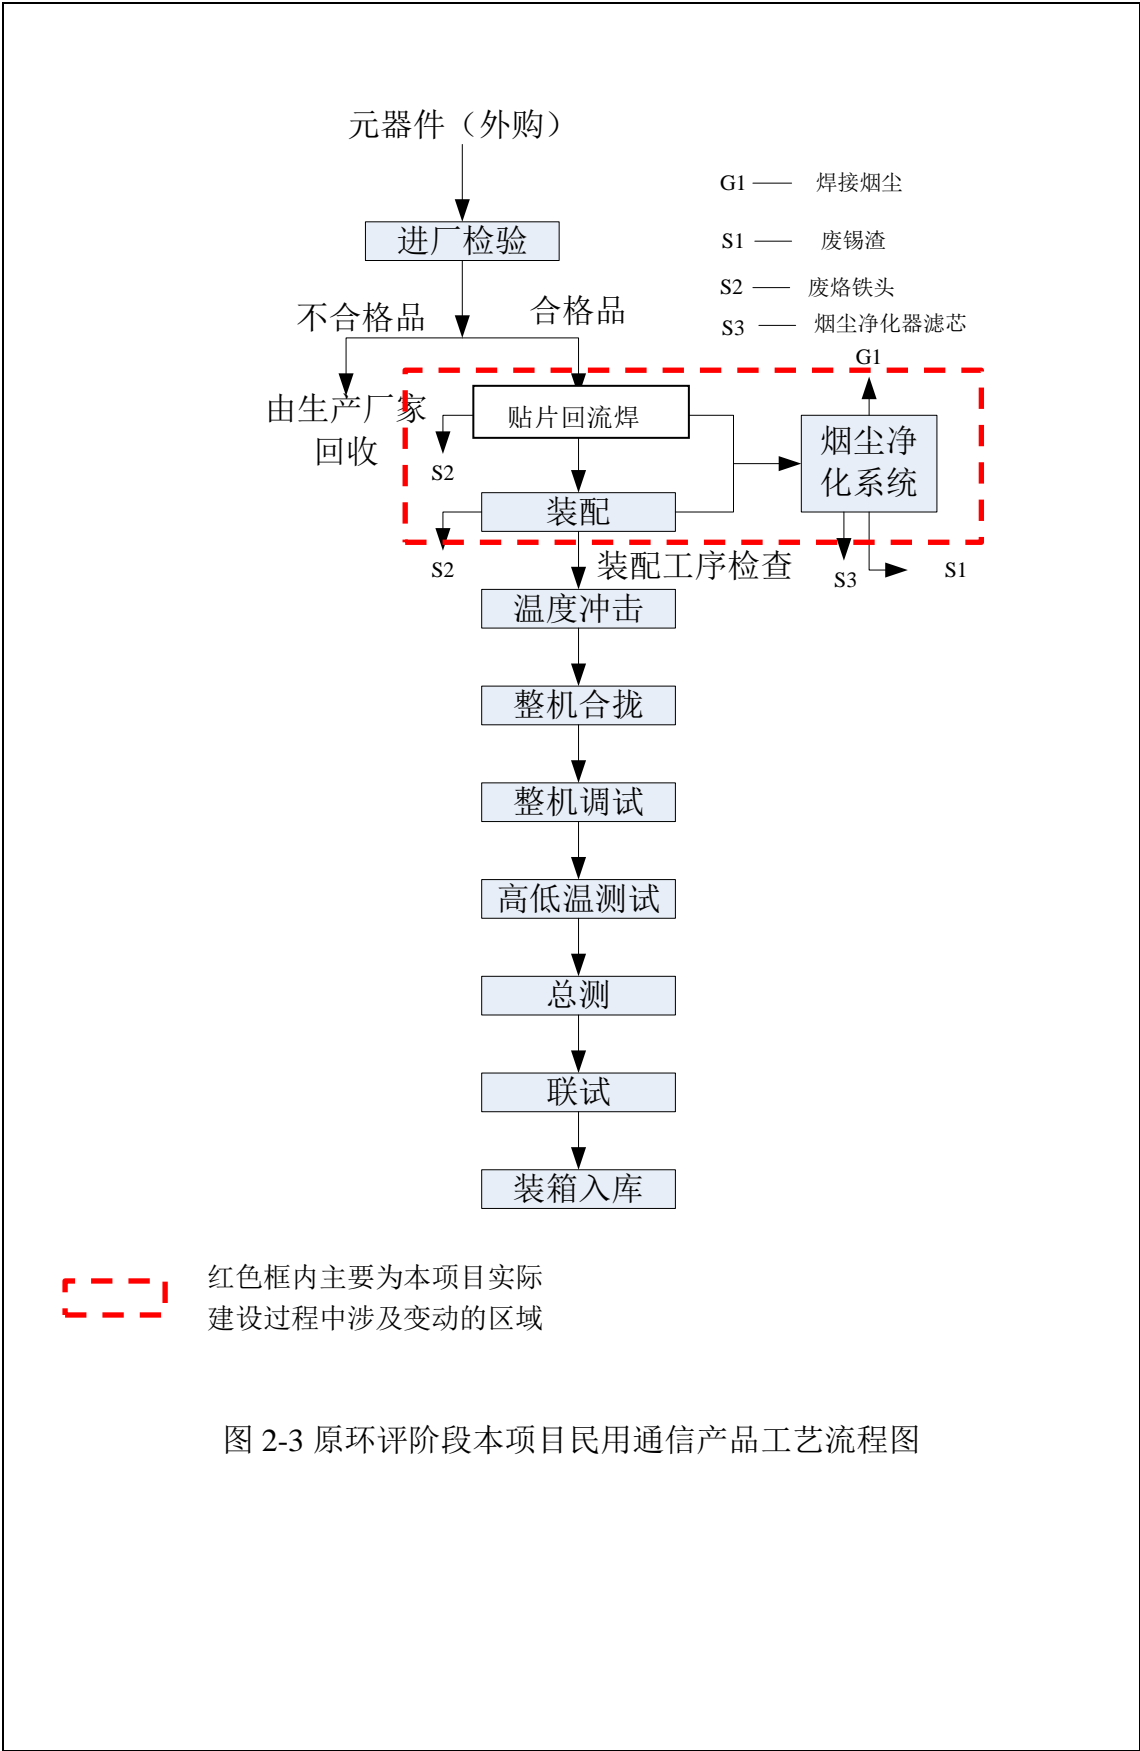 元器件（外购）
G1 —— 焊接烟尘
进厂检验
S1 —— 废锡渣
S2 —— 废烙铁头
不合格品
合格品
S3 —— 烟尘净化器滤芯
G1
由生产厂家
回收
贴片回流焊
烟尘净
化系统
S2
装配
S2
装配工序检查
S3
S1
温度冲击
整机合拢
整机调试
高低温测试
总测
联试
装箱入库
红色框内主要为本项目实际
建设过程中涉及变动的区域
图 2-3 原环评阶段本项目民用通信产品工艺流程图